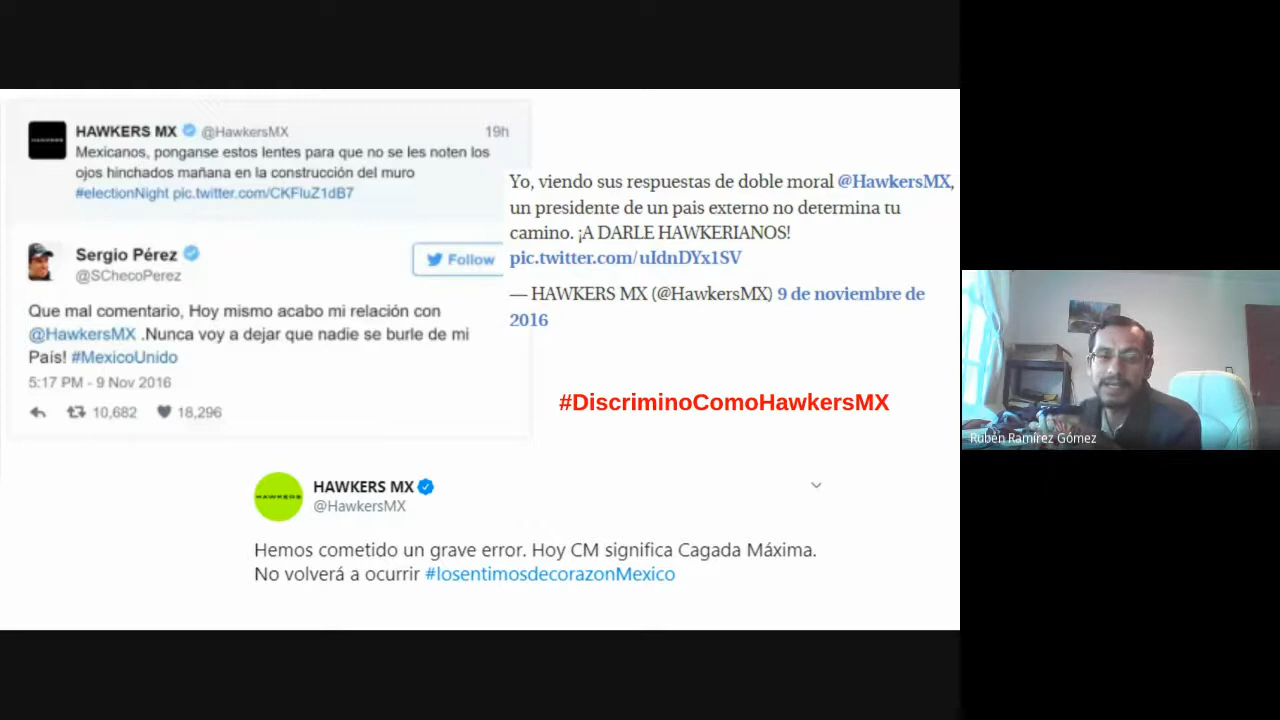 HAWKERS MX @HawkersMX 19h
Mexicanos, ponganse estos lentes para que no se les noten los
ojos hinchados mañana en la construcción del muro
#electionNight pic.twitter.com/CKFluZ1dB7
Sergio Pérez
@SChecoPerez
Follow
Que mal comentario, Hoy mismo acabo mi relación con
@HawkersMX .Nunca voy a dejar que nadie se burle de mi
País! #MexicoUnido
5:17 PM - 9 Nov 2016
10,682 18,296
Yo, viendo sus respuestas de doble moral @HawkersMX,
un presidente de un pais externo no determina tu
camino. ¡A DARLE HAWKERIANOS!
pic.twitter.com/uIdnDYx1SV
— HAWKERS MX (@HawkersMX) 9 de noviembre de
2016
#DiscriminoComoHawkersMX
HAWKERS
HAWKERS MX
@HawkersMX
Hemos cometido un grave error. Hoy CM significa Cagada Máxima.
No volverá a ocurrir #losentimosdecorazonMexico
Rubén Ramírez Gómez